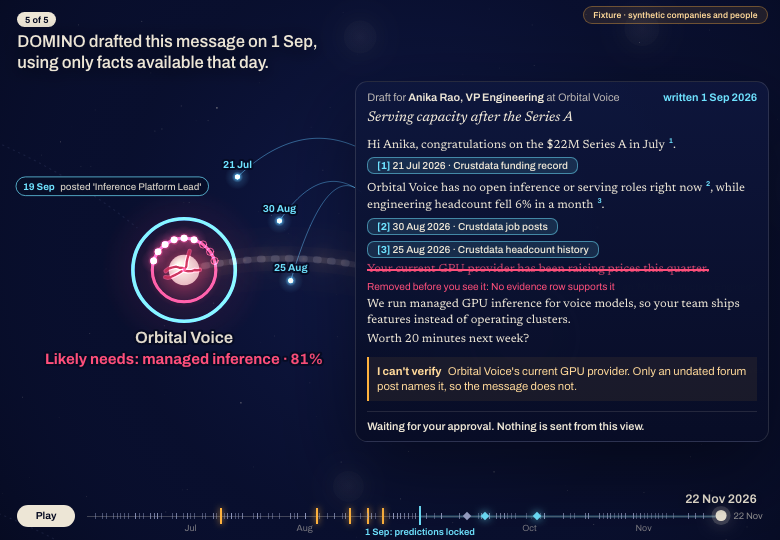 5 of 5
Fixture · synthetic companies and people
DOMINO drafted this message on 1 Sep,
using only facts available that day.
Draft for Anika Rao, VP Engineering at Orbital Voice
written 1 Sep 2026
Serving capacity after the Series A
Hi Anika, congratulations on the $22M Series A in July 1.
[1] 21 Jul 2026 · Crustdata funding record
Orbital Voice has no open inference or serving roles right now 2, while
engineering headcount fell 6% in a month 3.
[2] 30 Aug 2026 · Crustdata job posts
[3] 25 Aug 2026 · Crustdata headcount history
Your current GPU provider has been raising prices this quarter.
Removed before you see it: No evidence row supports it
We run managed GPU inference for voice models, so your team ships
features instead of operating clusters.
Worth 20 minutes next week?
I can't verify Orbital Voice's current GPU provider. Only an undated forum
post names it, so the message does not.
Waiting for your approval. Nothing is sent from this view.
21 Jul
19 Sep posted 'Inference Platform Lead'
30 Aug
25 Aug
Orbital Voice
Likely needs: managed inference · 81%
22 Nov 2026
Play
22 Nov
Jul
Aug
1 Sep: predictions locked
Oct
Nov